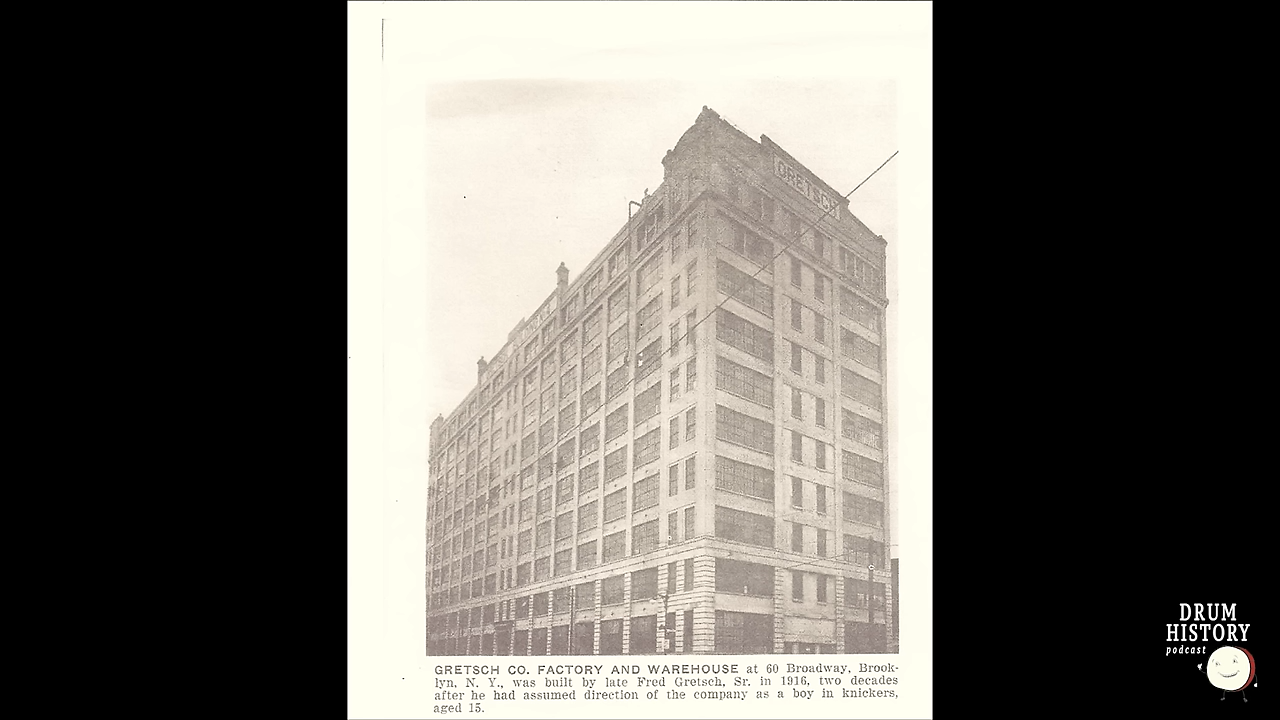 GRETSCH
GRETSCH CO. FACTORY AND WAREHOUSE at 60 Broadway, Brook-
lyn, N. Y., was built by late Fred Gretsch, Sr. in 1916, two decades
after he had assumed direction of the company as a boy in knickers,
aged 15.
DRUM
HISTORY
podcast